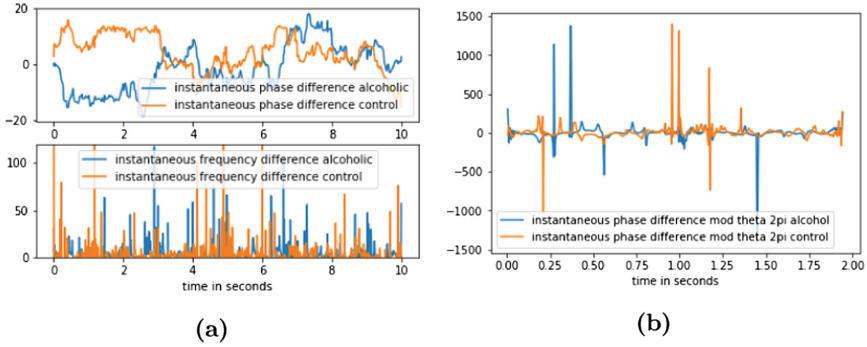 20
0
−20
instantaneous phase difference alcoholic
instantaneous phase difference control
0 2 4 6 8 10
100
50
0
instantaneous frequency difference alcoholic
instantaneous frequency difference control
0 2 4 6 8 10
time in seconds
(a)
1500
1000
500
0
−500
−1000
−1500
instantaneous phase difference mod theta 2pi alcohol
instantaneous phase difference mod theta 2pi control
0.00 0.25 0.50 0.75 1.00 1.25 1.50 1.75 2.00
time in seconds
(b)